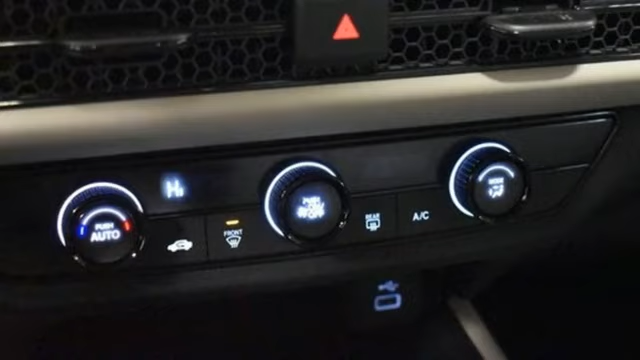 Hi
PUSH
AUTO
FRONT
PUSH
ON/OFF
REAR
A/C
MODE